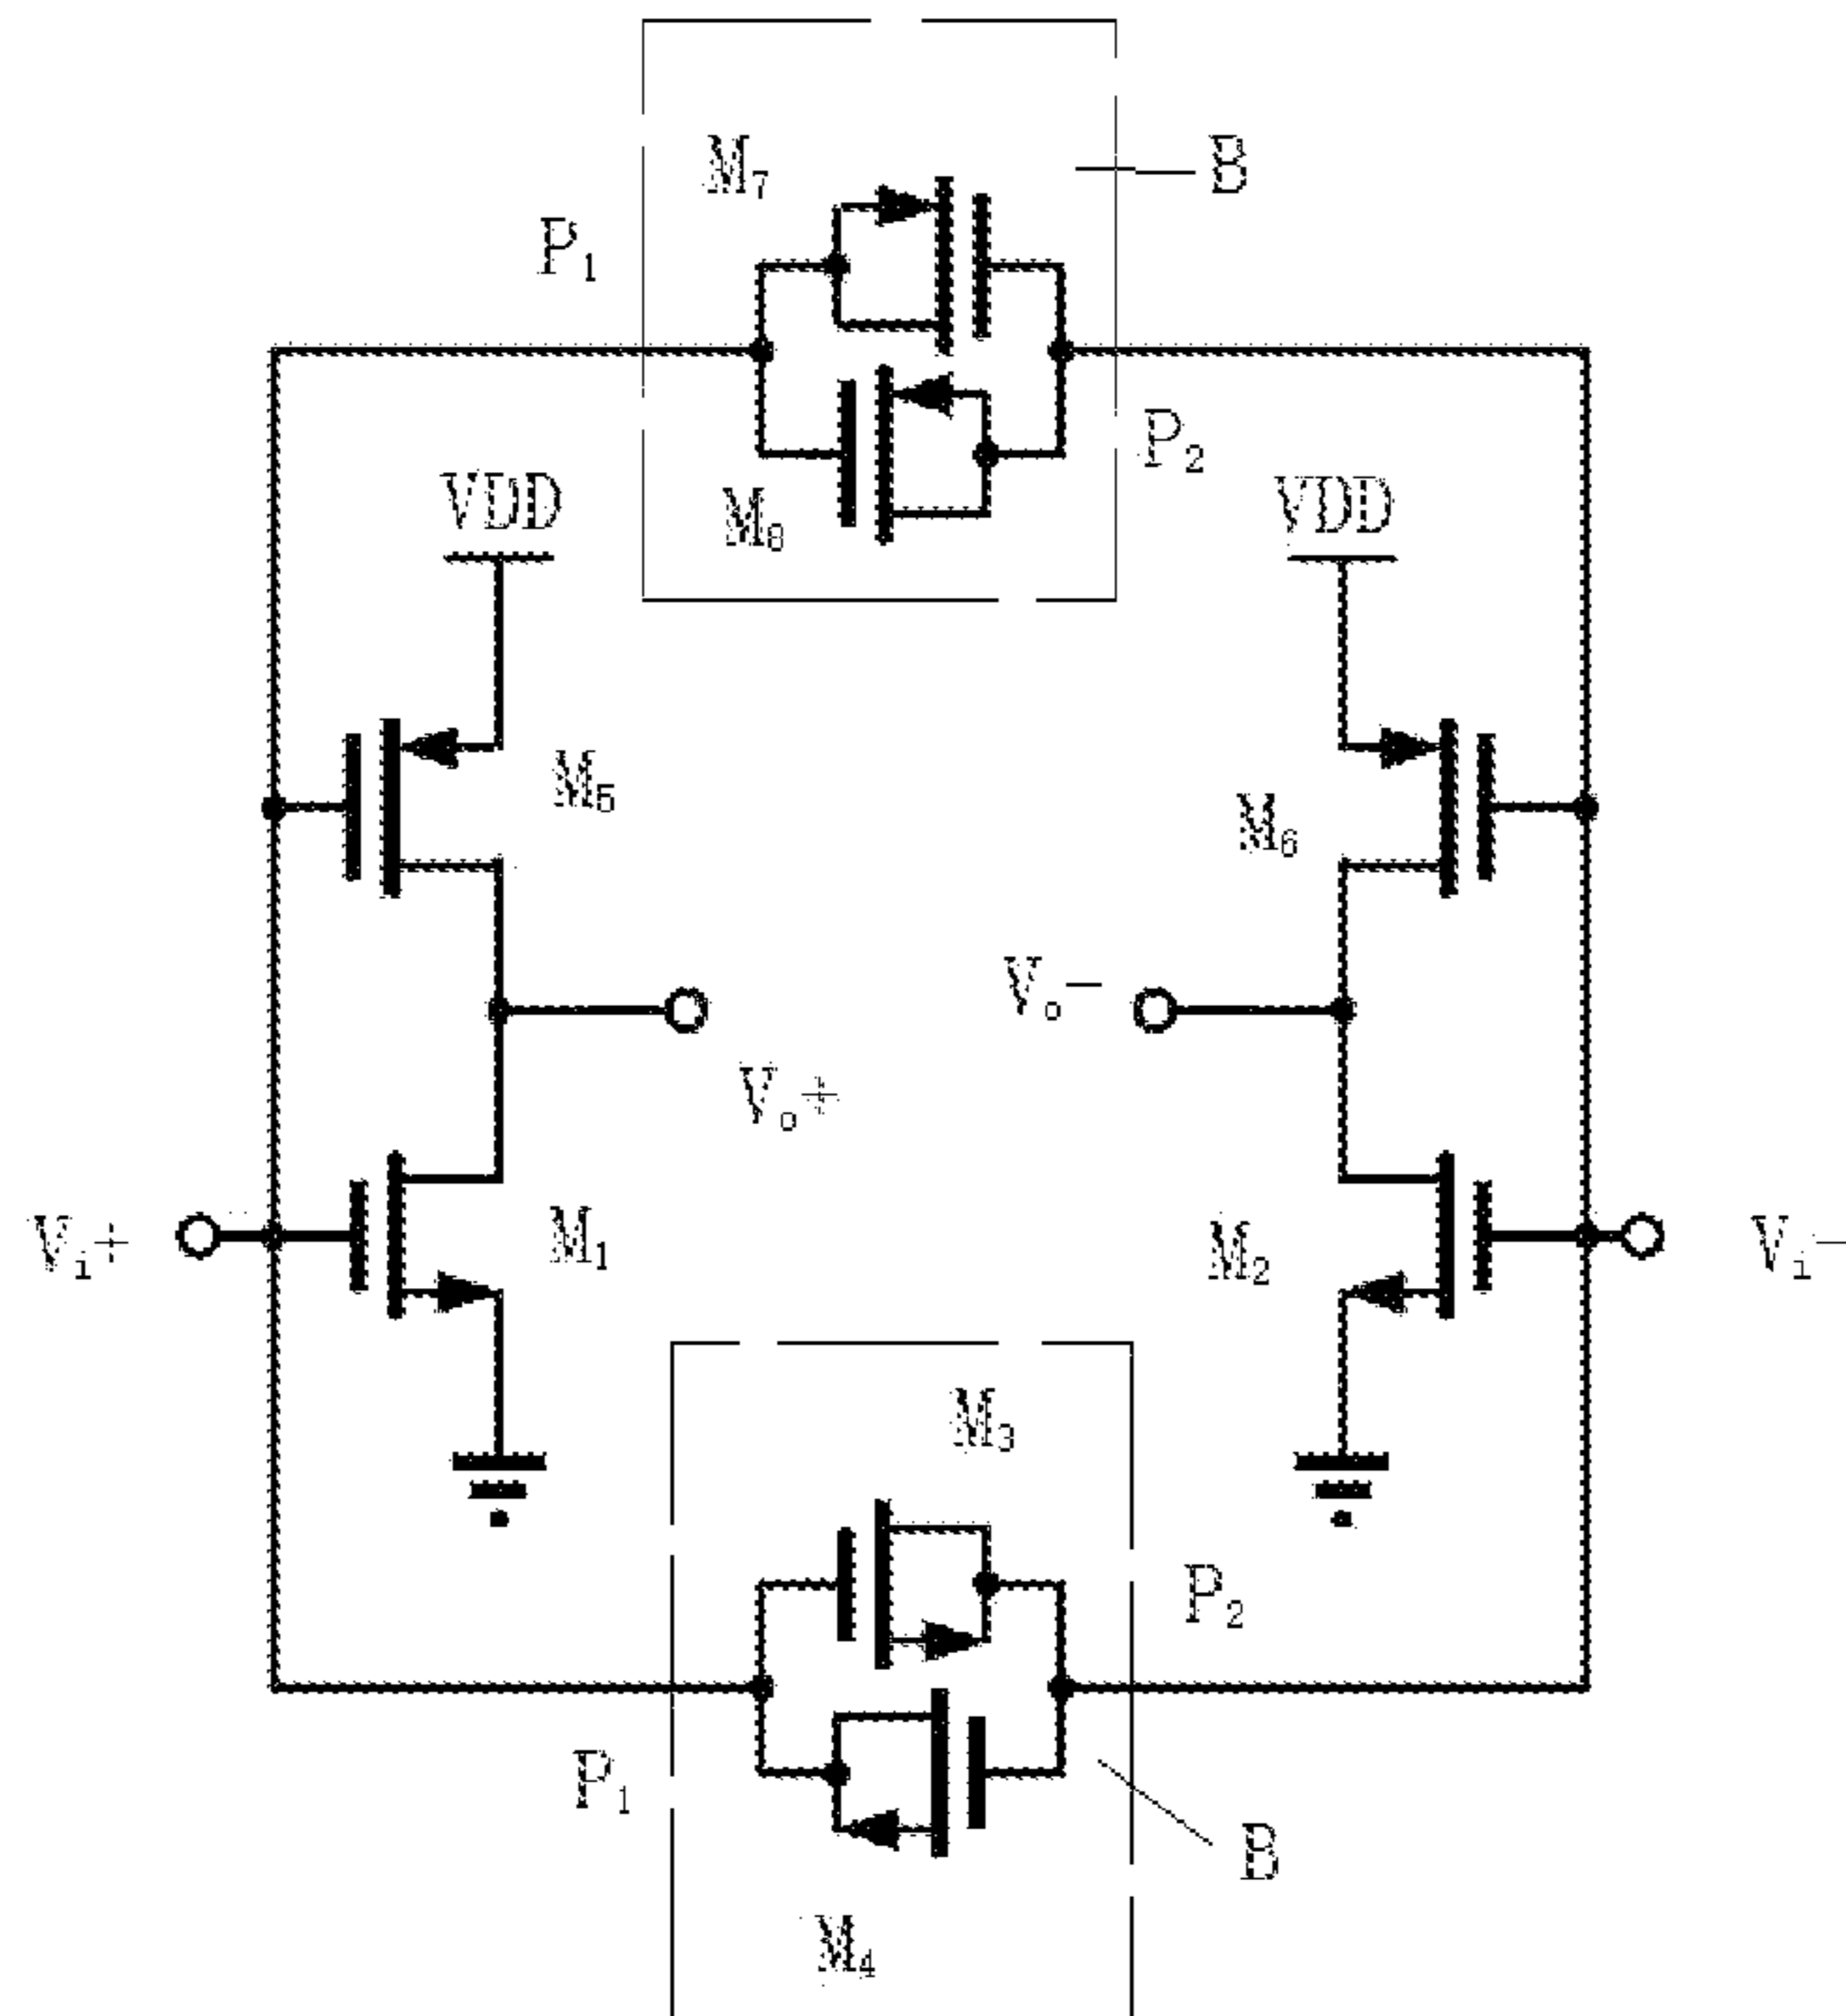 M₇
B
P₁
P₂
M₈
VDD
VDD
M₅
M₆
Vₒ−
Vₒ+
Vᵢ+
M₁
M₂
Vᵢ−
M₃
P₂
P₁
B
M₄